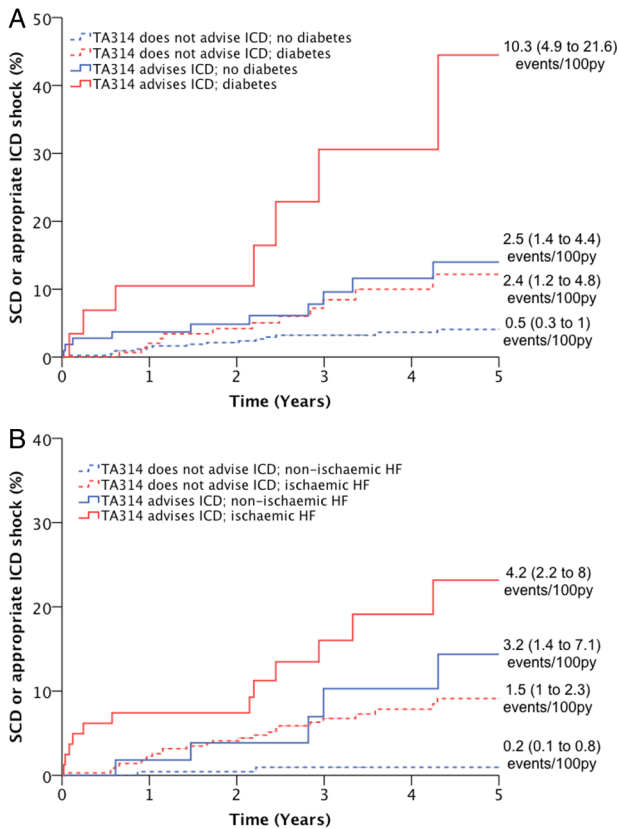 A
50
40
30
20
10
0
SCD or appropriate ICD shock (%)
TA314 does not advise ICD; no diabetes
TA314 does not advise ICD; diabetes
TA314 advises ICD; no diabetes
TA314 advises ICD; diabetes
10.3 (4.9 to 21.6)
events/100py
2.5 (1.4 to 4.4)
events/100py
2.4 (1.2 to 4.8)
events/100py
0.5 (0.3 to 1)
events/100py
0 1 2 3 4 5
Time (Years)
B
40
30
20
10
0
SCD or appropriate ICD shock (%)
TA314 does not advise ICD; non-ischaemic HF
TA314 does not advise ICD; ischaemic HF
TA314 advises ICD; non-ischaemic HF
TA314 advises ICD; ischaemic HF
4.2 (2.2 to 8)
events/100py
3.2 (1.4 to 7.1)
events/100py
1.5 (1 to 2.3)
events/100py
0.2 (0.1 to 0.8)
events/100py
0 1 2 3 4 5
Time (Years)